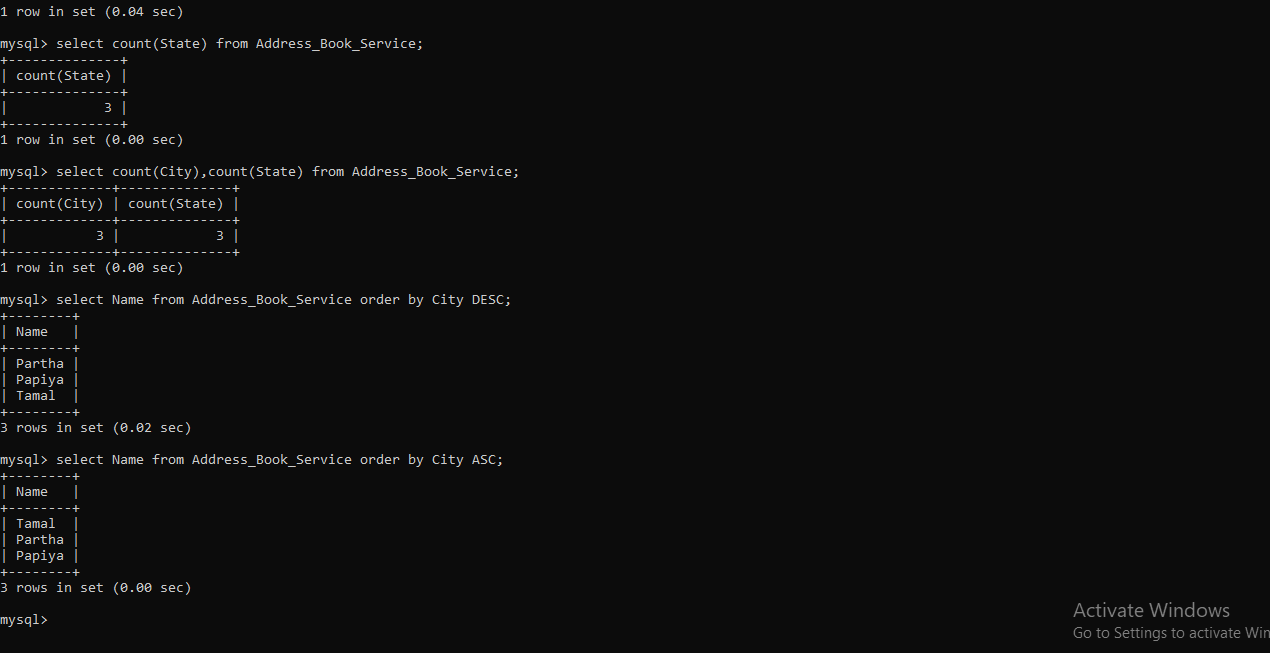 1 row in set (0.04 sec)
mysql> select count(State) from Address_Book_Service;
+--------------+
| count(State) |
+--------------+
|            3 |
+--------------+
1 row in set (0.00 sec)
mysql> select count(City),count(State) from Address_Book_Service;
+-------------+--------------+
| count(City) | count(State) |
+-------------+--------------+
|           3 |            3 |
+-------------+--------------+
1 row in set (0.00 sec)
mysql> select Name from Address_Book_Service order by City DESC;
+--------+
| Name   |
+--------+
| Partha |
| Papiya |
| Tamal  |
+--------+
3 rows in set (0.02 sec)
mysql> select Name from Address_Book_Service order by City ASC;
+--------+
| Name   |
+--------+
| Tamal  |
| Partha |
| Papiya |
+--------+
3 rows in set (0.00 sec)
mysql>
Activate Windows
Go to Settings to activate Win